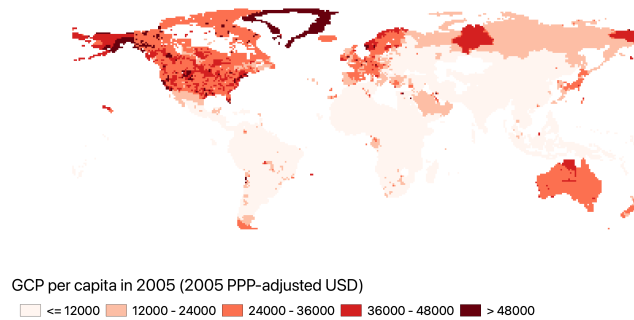 GCP per capita in 2005 (2005 PPP-adjusted USD)
<= 12000 12000 - 24000 24000 - 36000 36000 - 48000 > 48000